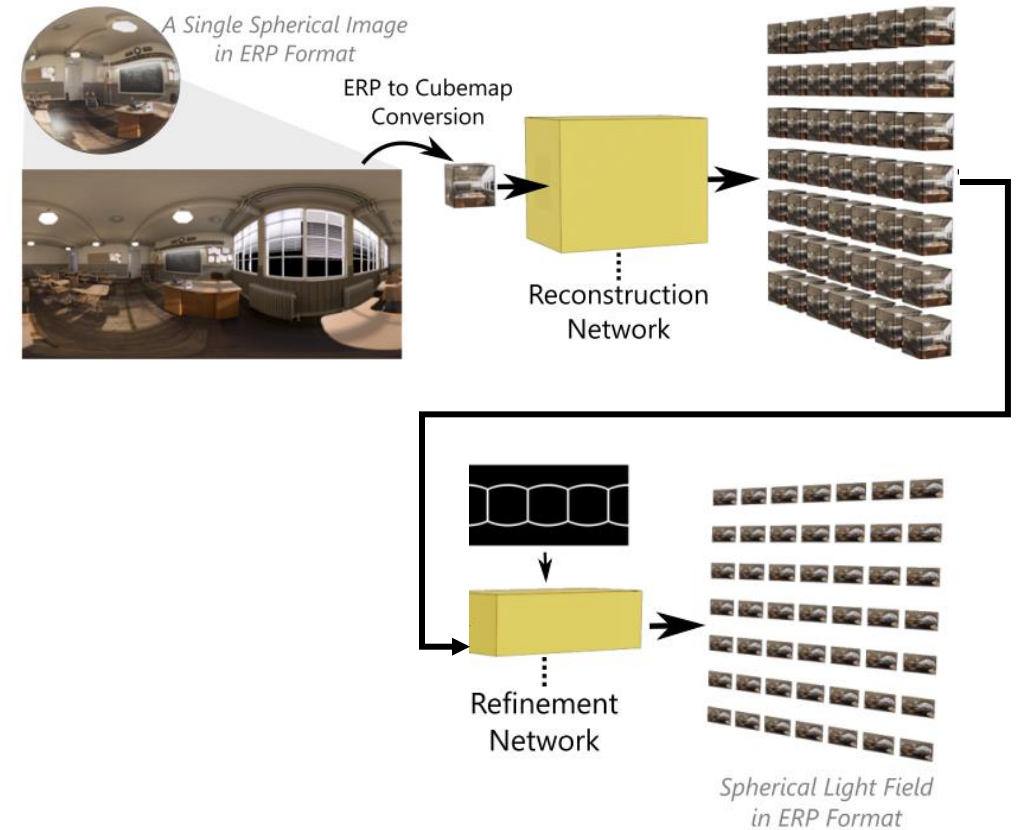 A Single Spherical Image
in ERP Format
ERP to Cubemap
Conversion
Reconstruction
Network
Refinement
Network
Spherical Light Field
in ERP Format